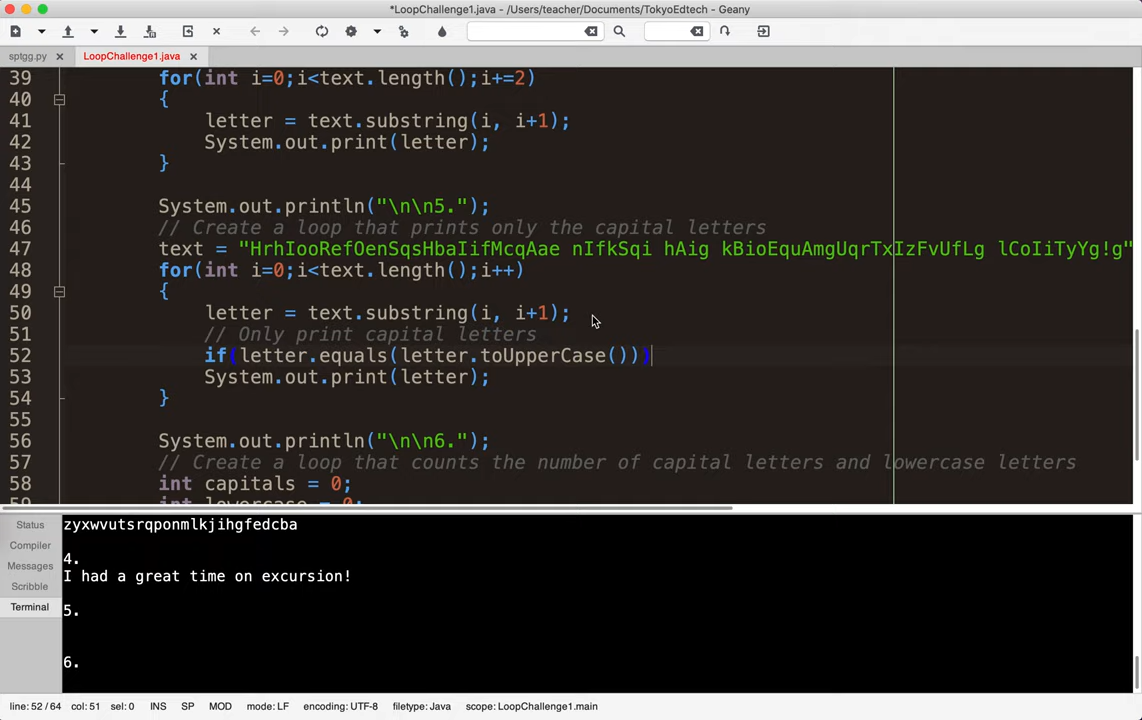 *LoopChallenge1.java - /Users/teacher/Documents/TokyoEdtech - Geany
sptgg.py LoopChallenge1.java
39 for(int i=0;i<text.length();i+=2)
40 {
41 letter = text.substring(i, i+1);
42 System.out.print(letter);
43 }
44
45 System.out.println("\n\n5.");
46 // Create a loop that prints only the capital letters
47 text = "HrhIooRefOenSqsHbaIifMcqAae nIfkSqi hAig kBioEquAmgUqrTxIzFvUfLg lCoIiTyYg!g"
48 for(int i=0;i<text.length();i++)
49 {
50 letter = text.substring(i, i+1);
51 // Only print capital letters
52 if(letter.equals(letter.toUpperCase()))
53 System.out.print(letter);
54 }
55
56 System.out.println("\n\n6.");
57 // Create a loop that counts the number of capital letters and lowercase letters
58 int capitals = 0;
59 int lowercase = 0;
Status
Compiler
Messages
Scribble
Terminal
zyxwvutsrqponmlkjihgfedcba
4.
I had a great time on excursion!
5.
6.
line: 52 / 64 col: 51 sel: 0 INS SP MOD mode: LF encoding: UTF-8 filetype: Java scope: LoopChallenge1.main